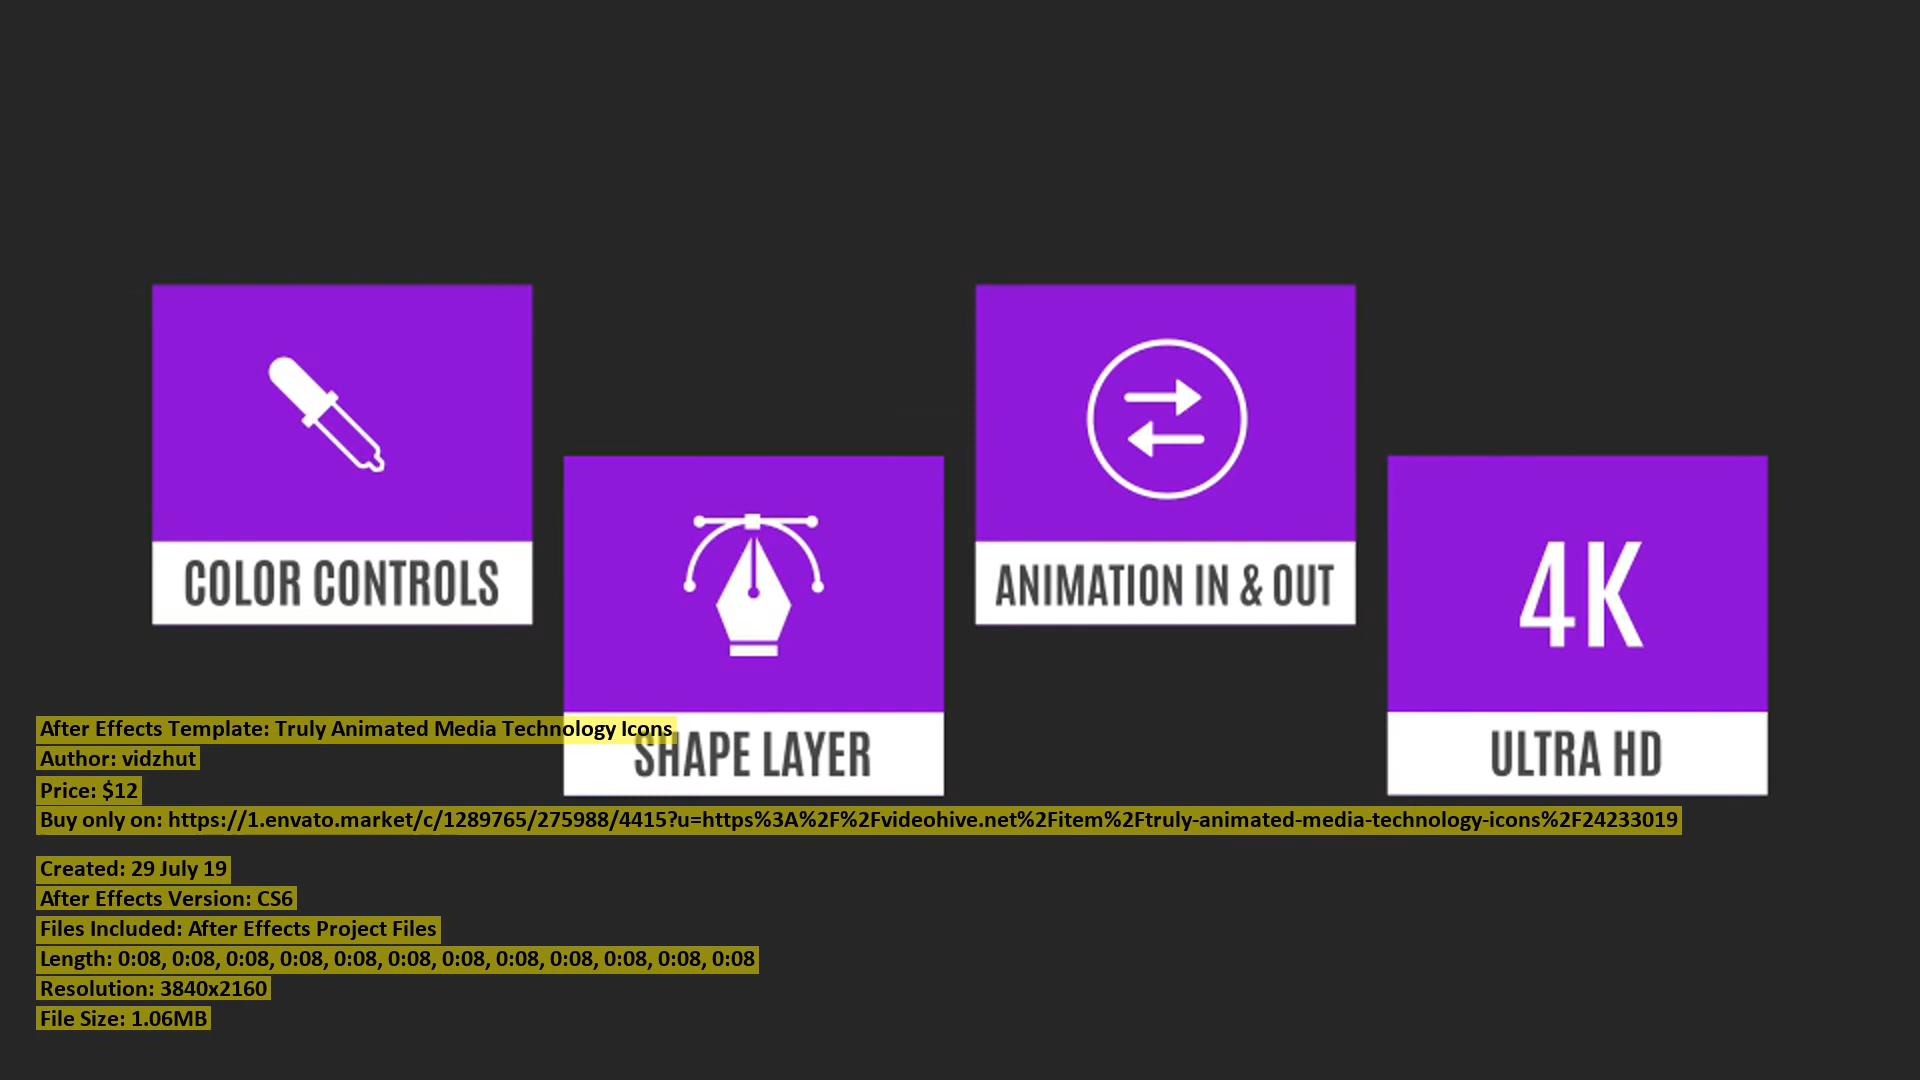 COLOR CONTROLS
ANIMATION IN & OUT
4K
SHAPE LAYER
ULTRA HD
After Effects Template: Truly Animated Media Technology Icons
Author: vidzhut
Price: $12
Buy only on: https://1.envato.market/c/1289765/275988/4415?u=https%3A%2F%2Fvideohive.net%2Fitem%2Ftruly-animated-media-technology-icons%2F24233019
Created: 29 July 19
After Effects Version: CS6
Files Included: After Effects Project Files
Length: 0:08, 0:08, 0:08, 0:08, 0:08, 0:08, 0:08, 0:08, 0:08, 0:08, 0:08, 0:08
Resolution: 3840x2160
File Size: 1.06MB